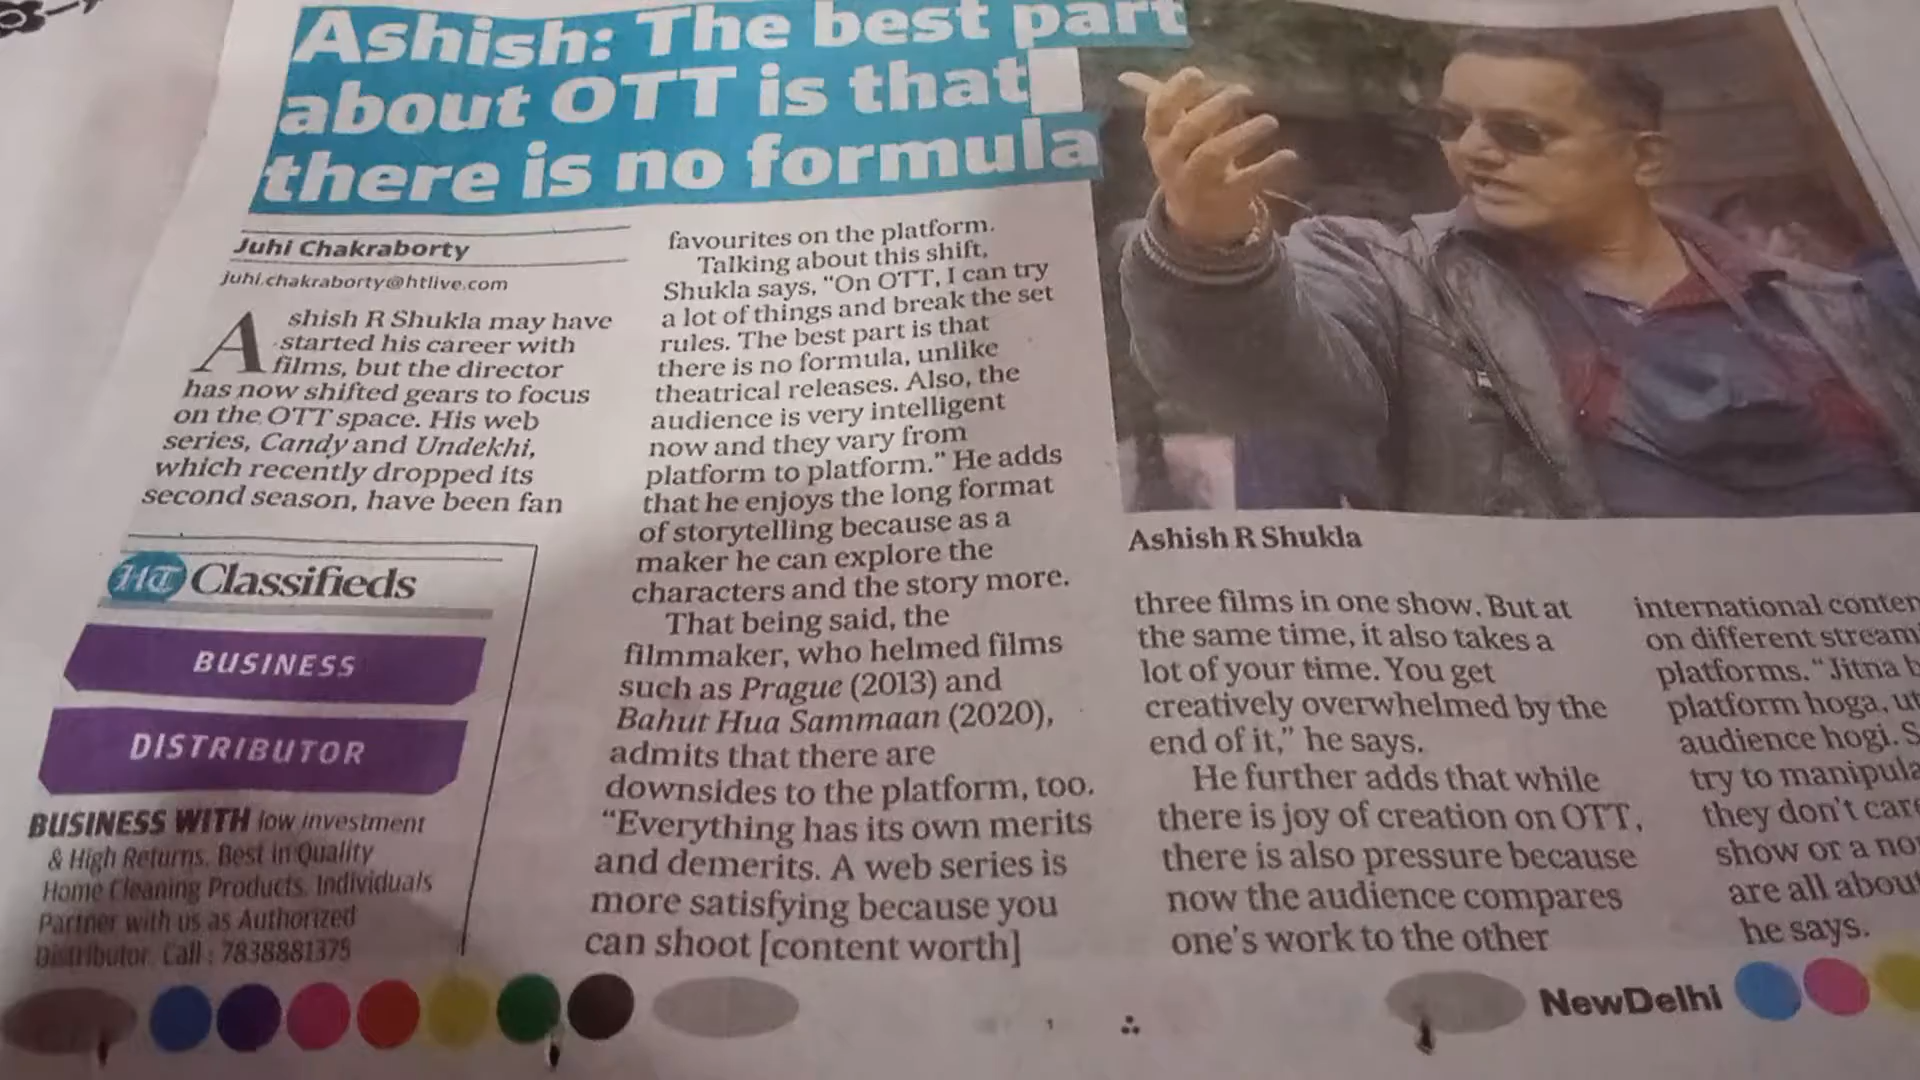 Ashish: The best part
about OTT is that
there is no formula
Juhi Chakraborty
juhi.chakraborty@htlive.com
Ashish R Shukla may have
started his career with
films, but the director
has now shifted gears to focus
on the OTT space. His web
series, Candy and Undekhi,
which recently dropped its
second season, have been fan
favourites on the platform.
Talking about this shift,
Shukla says, “On OTT, I can try
a lot of things and break the set
rules. The best part is that
there is no formula, unlike
theatrical releases. Also, the
audience is very intelligent
now and they vary from
platform to platform.” He adds
that he enjoys the long format
of storytelling because as a
maker he can explore the
characters and the story more.
That being said, the
filmmaker, who helmed films
such as Prague (2013) and
Bahut Hua Sammaan (2020),
admits that there are
downsides to the platform, too.
“Everything has its own merits
and demerits. A web series is
more satisfying because you
can shoot [content worth]
Ashish R Shukla
three films in one show. But at
the same time, it also takes a
lot of your time. You get
creatively overwhelmed by the
end of it,” he says.
He further adds that while
there is joy of creation on OTT,
there is also pressure because
now the audience compares
one's work to the other
international
on different
platforms. “Jitna
platform hoga,
audience hogi.
try to
they don't
show or a
are all
he says.
HT Classifieds
BUSINESS
DISTRIBUTOR
BUSINESS WITH low investment
& High Returns. Best in Quality
Home Cleaning Products. Individuals
Partner with us as Authorized
Distributor. Call : 7838881375
NewDelhi